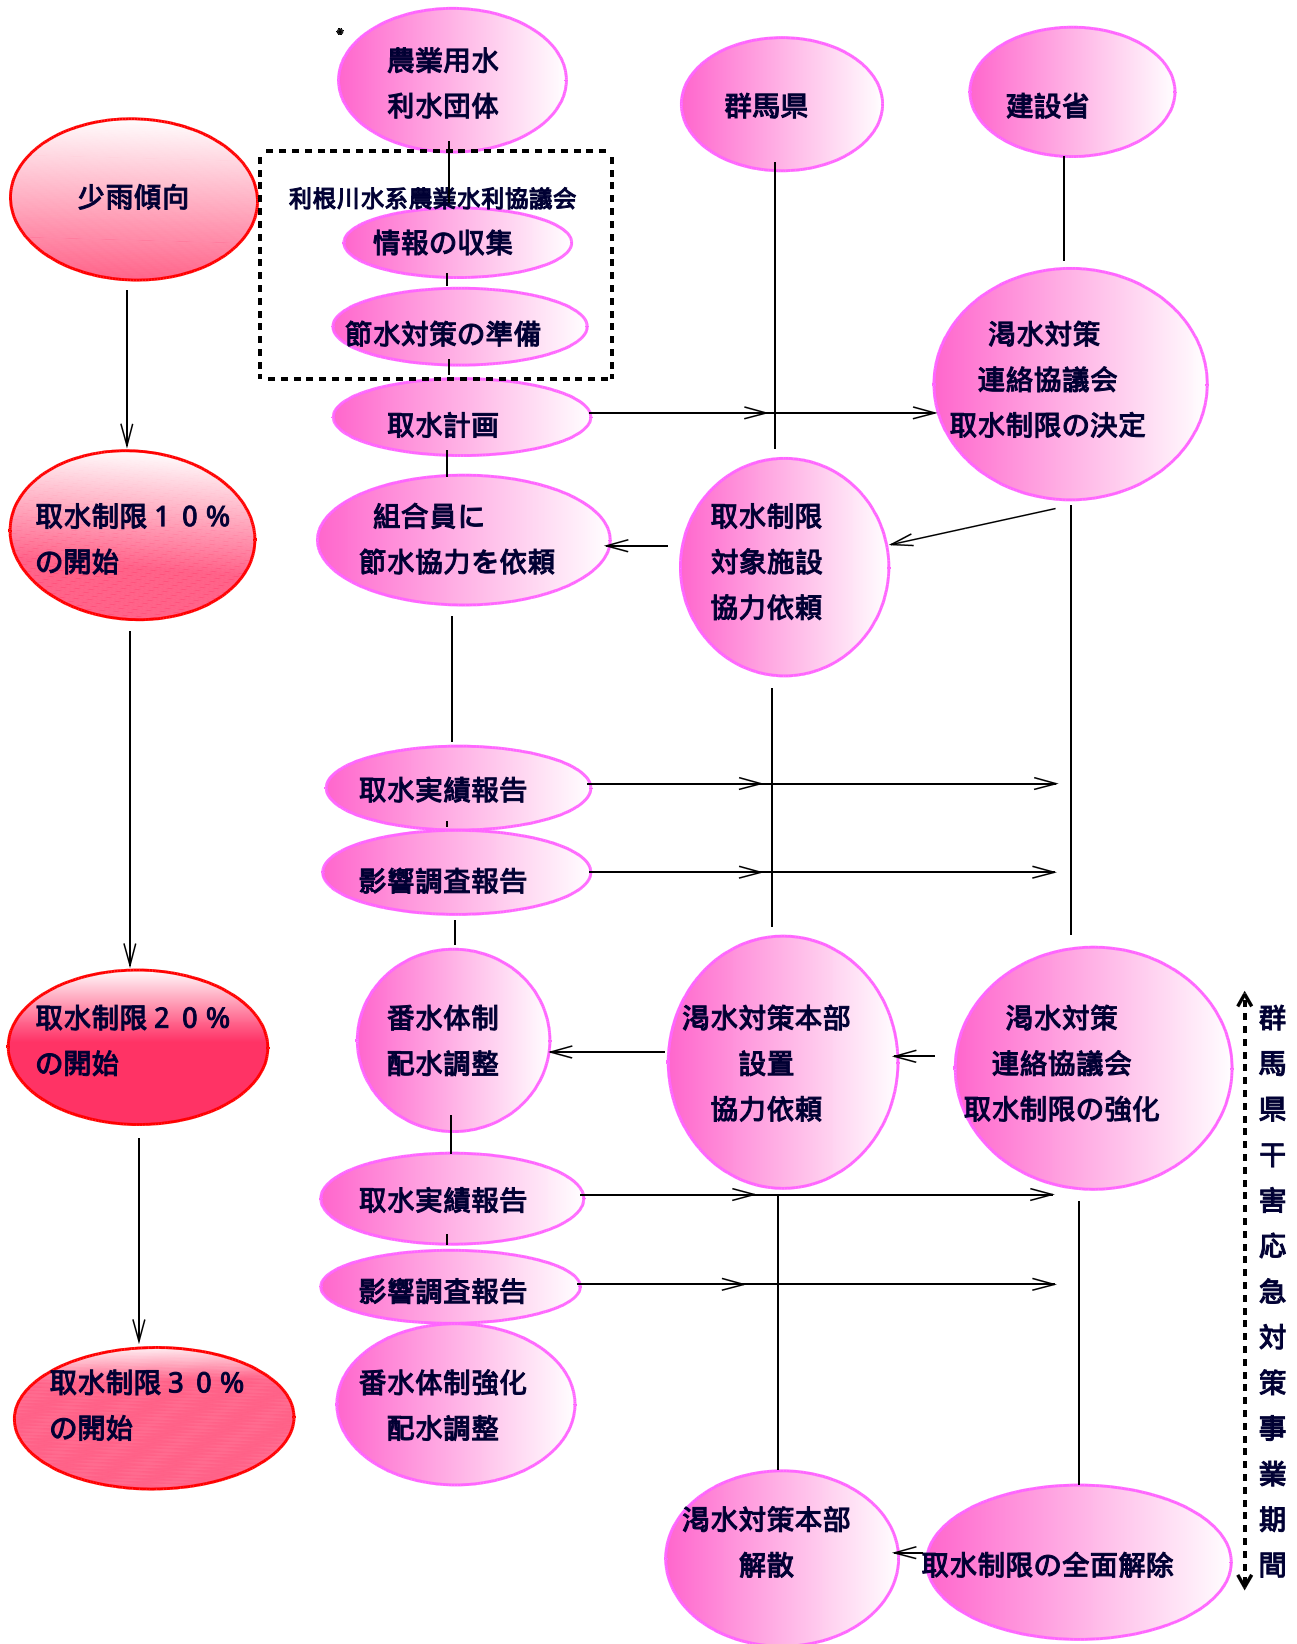 農業用水
利水団体
群馬県
建設省
少雨傾向
利根川水系農業水利協議会
情報の収集
節水対策の準備
渇水対策
連絡協議会
取水制限の決定
取水計画
取水制限１０％
の開始
組合員に
節水協力を依頼
取水制限
対象施設
協力依頼
取水実績報告
影響調査報告
取水制限２０％
の開始
番水体制
配水調整
渇水対策本部
設置
協力依頼
渇水対策
連絡協議会
取水制限の強化
群馬県干害応急対策事業期間
取水実績報告
影響調査報告
取水制限３０％
の開始
番水体制強化
配水調整
渇水対策本部
解散
取水制限の全面解除